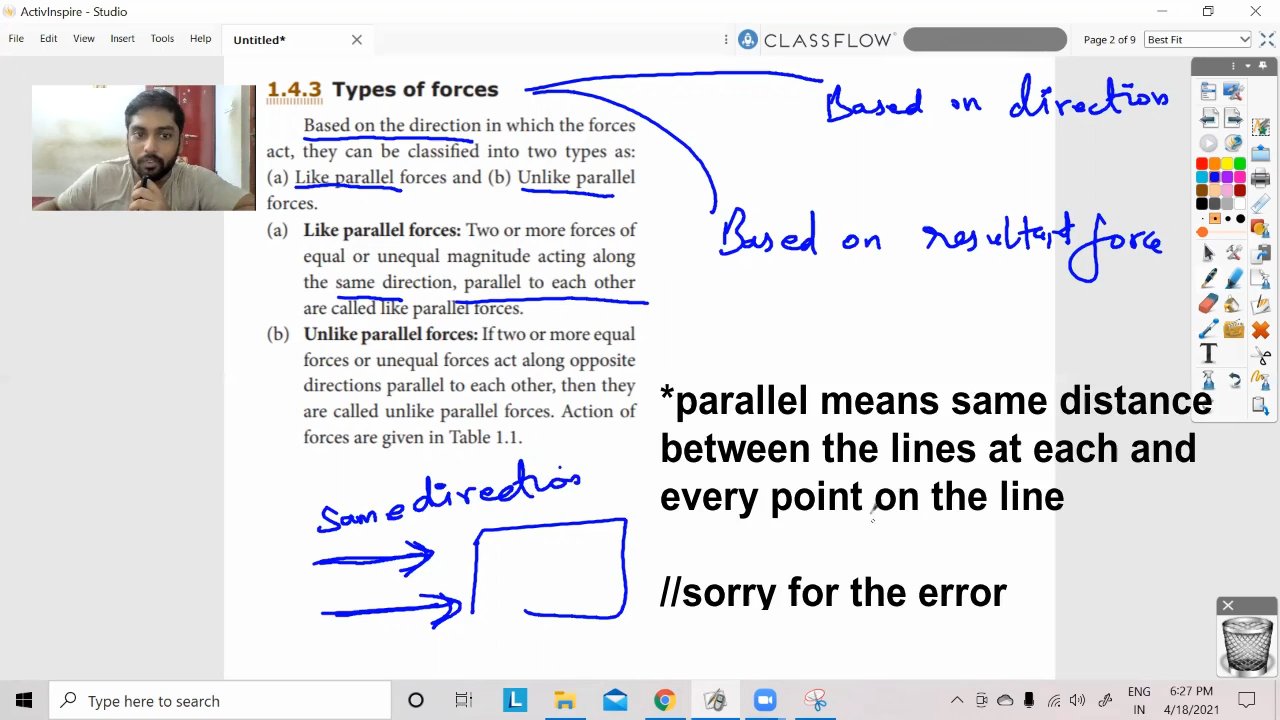 ActivInspire - Studio
File Edit View Insert Tools Help Untitled*
CLASSFLOW
Page 2 of 9 Best Fit
1.4.3 Types of forces
Based on the direction in which the forces
act, they can be classified into two types as:
(a) Like parallel forces and (b) Unlike parallel
forces.
(a) Like parallel forces: Two or more forces of
equal or unequal magnitude acting along
the same direction, parallel to each other
are called like parallel forces.
(b) Unlike parallel forces: If two or more equal
forces or unequal forces act along opposite
directions parallel to each other, then they
are called unlike parallel forces. Action of
forces are given in Table 1.1.
Based on direction
Based on resultant force
*parallel means same distance
between the lines at each and
every point on the line
//sorry for the error
Same direction
Type here to search
ENG
IN
6:27 PM
4/18/2021